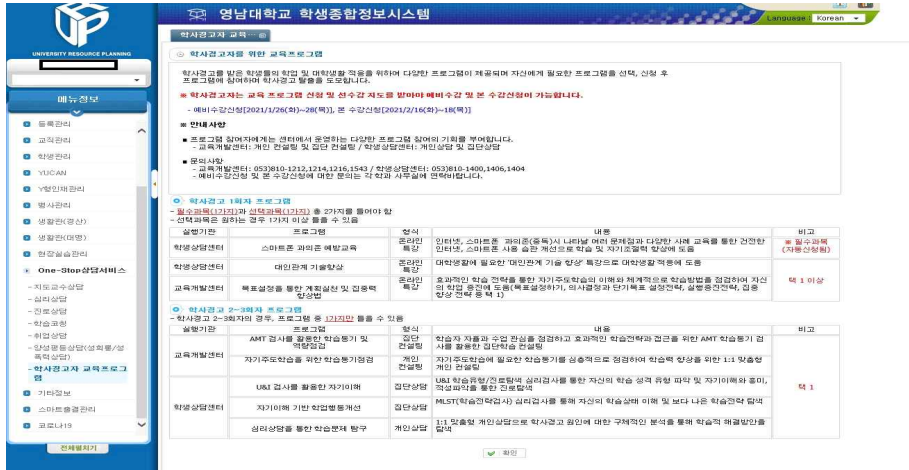 영남대학교 학생종합정보시스템
Language : Korean
UP
UNIVERSITY RESOURCE PLANNING
메뉴정보
등록관리
교직관리
학생관리
YUCAN
Y형인재관리
병사관리
생활관(경산)
생활관(대명)
현장실습관리
One-Stop상담서비스
-지도교수상담
-심리상담
-진로상담
-학습코칭
-취업상담
-양성평등상담(성희롱/성
폭력상담)
-학사경고자 교육프로그
램
기타정보
스마트출결관리
코로나19
전체펼치기
학사경고자 교육…
학사경고자를 위한 교육프로그램
학사경고를 받은 학생들의 학업 및 대학생활 적응을 위하여 다양한 프로그램이 제공되며 자신에게 필요한 프로그램을 선택, 신청 후
프로그램에 참여하며 학사경고 탈출을 도모합니다.
※ 학사경고자는 교육 프로그램 신청 및 선수강 지도를 받아야 예비수강 및 본 수강신청이 가능합니다.
- 예비수강신청[2021/1/26(화)~28(목)], 본 수강신청[2021/2/16(화)~18(목)]
※ 안내사항
■ 프로그램 참여자에게는 센터에서 운영하는 다양한 프로그램 참여의 기회를 부여합니다.
- 교육개발센터: 개인 컨설팅 및 집단 컨설팅 / 학생상담센터: 개인상담 및 집단상담
■ 문의사항
- 교육개발센터: 053)810-1212,1214,1216,1543 / 학생상담센터: 053)810-1400,1406,1404
- 예비수강신청 및 본 수강신청에 대한 문의는 각 학과 사무실에 연락바랍니다.
학사경고 1회자 프로그램
- 필수과목(1가지)과 선택과목(1가지) 총 2가지를 들어야 함
- 선택과목은 원하는 경우 1가지 이상 들을 수 있음
실행기관 프로그램 형식 내용 비고
학생상담센터 스마트폰 과의존 예방교육 온라인 특강 인터넷, 스마트폰 과의존(중독)시 나타날 여러 문제점과 다양한 사례 교육를 통한 건전한
인터넷, 스마트폰 사용 습관 개선으로 학습 및 자기조절력 향상에 도움 ※ 필수과목
(자동신청됨)
학생상담센터 대인관계 기술향상 온라인 특강 대학생활에 필요한 '대인관계 기술 향상' 특강으로 대학생활 적응에 도움
교육개발센터 목표설정을 통한 계획실천 및 집중력
향상법 온라인 특강 효과적인 학습 전략을 통한 자기주도학습의 이해와 체계적으로 학습방법을 점검하여 자신
의 학업 증진에 도움(목표설정하기, 의사결정과 단기목표 설정전략, 실행증진전략, 집중
향상 전략 중 택 1) 택 1 이상
학사경고 2~3회자 프로그램
- 학사경고 2~3회자의 경우, 프로그램 중 1가지만 들을 수 있음
실행기관 프로그램 형식 내용 비고
교육개발센터 AMT 검사를 활용한 학습동기 및
역량점검 집단
컨설팅 학습자 자율과 수업 관심을 점검하고 효과적인 학습전략과 함께 AMT 학습동기 검
사를 활용한 집단학습 컨설팅
자기주도학습을 위한 학습동기점검 개인
컨설팅 자기주도학습에 필요한 학습동기를 심층적으로 점검하여 학습력 향상을 위한 1:1 맞춤형
개인 컨설팅
학생상담센터 U&I 검사를 활용한 자기이해 집단상담 U&I 학습유형/진로탐색 심리검사를 통한 자신의 학습 성격 유형 파악 및 자기이해와 흥미,
적성파악을 통한 진로탐색 택 1
자기이해 기반 학업행동개선 집단상담 MLST(학습전략검사) 심리검사를 통해 자신의 학습상태 이해 및 보다 나은 학습전략 탐색
심리상담을 통한 학습문제 탐구 개인상담 1:1 맞춤형 개인상담으로 학사경고 원인에 대한 구체적인 분석을 통해 학습적 해결방안을
탐색
확인